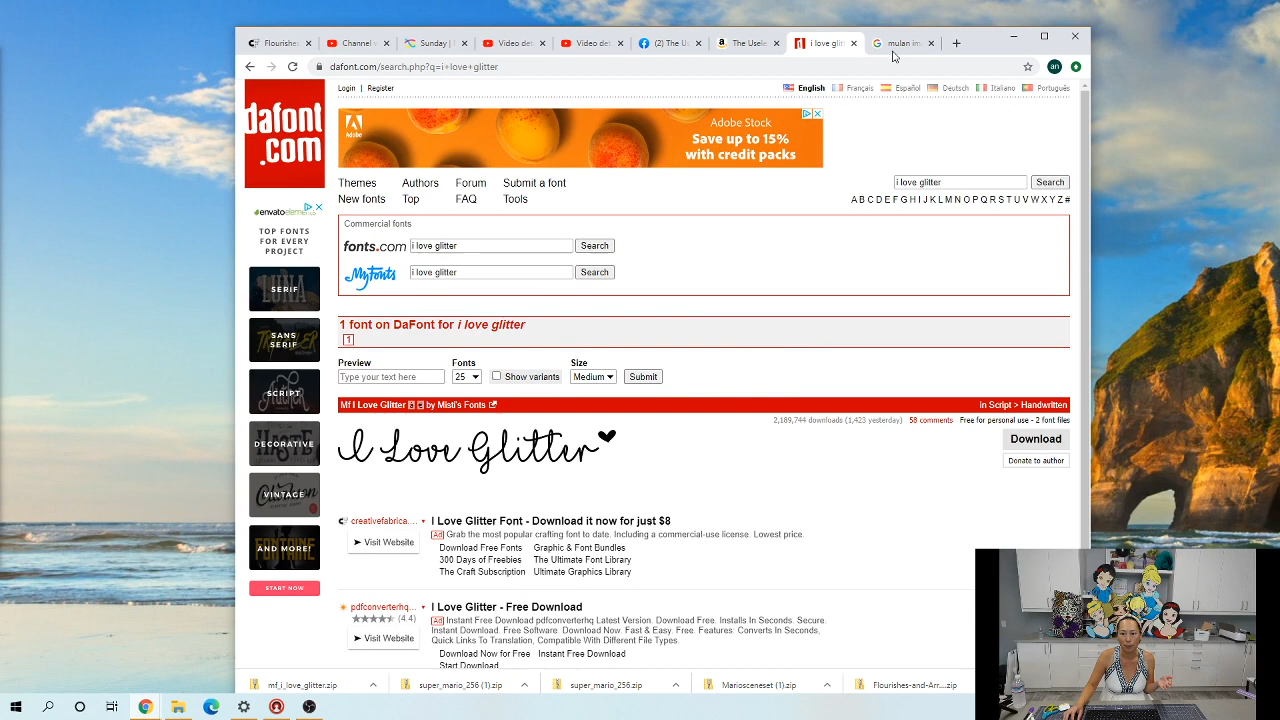 Flourishes
Channel
Sunday |
Video de
Video de
(2) The U
The Usele
i love glit
mulan im
dafont.com/search.php?q=i+love+glitter
an
Login | Register
English Français Español Deutsch Italiano Português
dafont
.com
Adobe
Adobe Stock
Save up to 15%
with credit packs
Themes Authors Forum Submit a font
New fonts Top FAQ Tools
i love glitter Search
A B C D E F G H I J K L M N O P Q R S T U V W X Y Z #
Commercial fonts
fonts.com i love glitter Search
MyFonts i love glitter Search
envato elements
TOP FONTS
FOR EVERY
PROJECT
LUNA
SERIF
SANS
SERIF
SCRIPT
HASTE
DECORATIVE
VINTAGE
FONTAINE
AND MORE!
START NOW
1 font on DaFont for i love glitter
1
Preview Fonts Size
Type your text here 25 Show variants Medium Submit
Mf I Love Glitter by Misti's Fonts in Script > Handwritten
2,189,744 downloads (1,423 yesterday) 58 comments Free for personal use - 2 font files
I Love Glitter
Download
Donate to author
creativefabrica.... I Love Glitter Font - Download it now for just $8
Ad Grab the most popular crafting font to date. Including a commercial-use license. Lowest price.
Visit Website
Download Free Fonts Graphic & Font Bundles
300 Days of Freebies The Ultimate Font Library
The Craft Subscription Ultimate Graphics Library
pdfconverterhq... I Love Glitter - Free Download
(4.4)
Ad Instant Free Download pdfconverterhq Latest Version. Download Free. Installs In Seconds. Secure.
Instant Download. Free Software. Download Now. Fast & Easy. Free. Features: Converts In Seconds,
Quick Links To Translation, Compatible With Different File Types.
Visit Website
Download Now for Free Instant Free Download
Start Download
mf_i_love_glitter.zip
super_mario_256 (1).zip
super_mario_256.zip
Mariosceneset (1).zip
Flourishes-and-Arr....zip